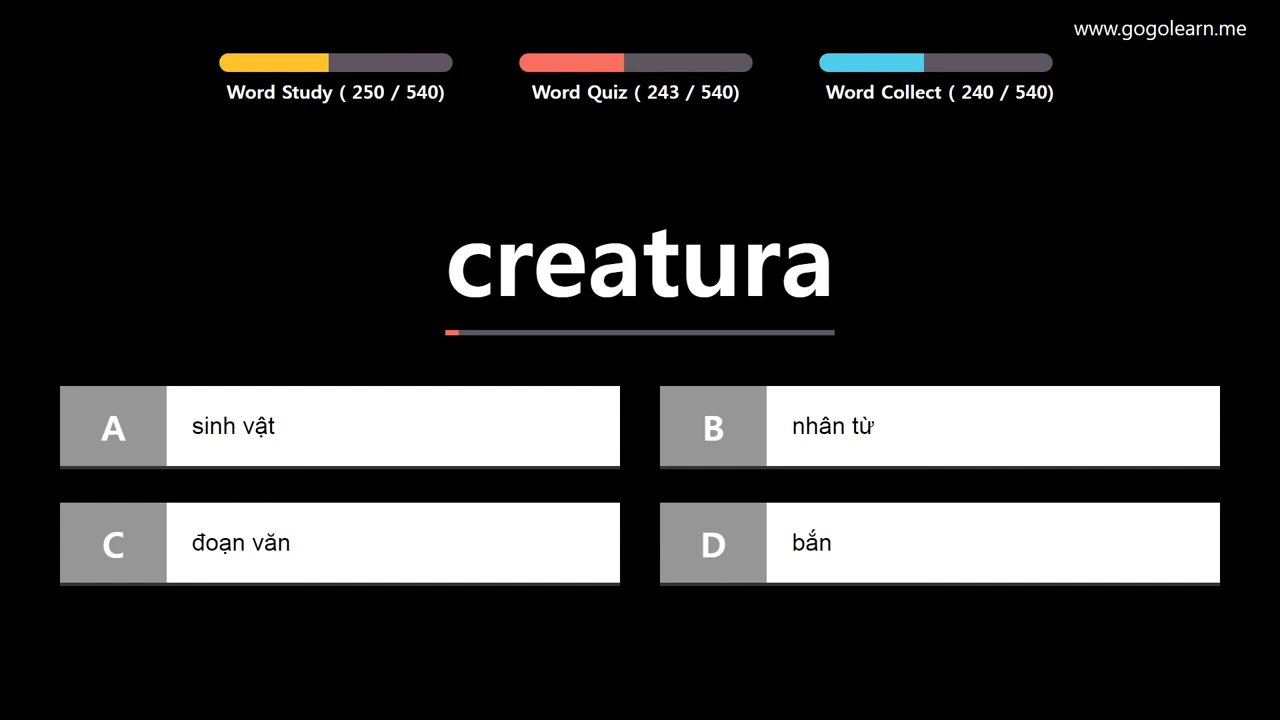 www.gogolearn.me
Word Study ( 250 / 540)
Word Quiz ( 243 / 540)
Word Collect ( 240 / 540)
creatura
A sinh vật
B nhân từ
C đoạn văn
D bắn